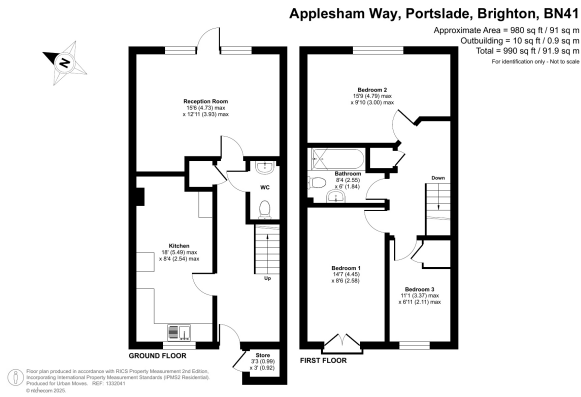 Applesham Way, Portslade, Brighton, BN41
Approximate Area = 980 sq ft / 91 sq m
Outbuilding = 10 sq ft / 0.9 sq m
Total = 990 sq ft / 91.9 sq m
For identification only - Not to scale
N
Reception Room
15'6 (4.73) max
x 12'11 (3.93) max
WC
Kitchen
18' (5.49) max
x 8'4 (2.54) max
Up
Store
3'3 (0.99)
x 3' (0.92)
GROUND FLOOR
Bedroom 2
15'9 (4.79) max
x 9'10 (3.00) max
Bathroom
8'4 (2.55)
x 6' (1.84)
Down
Bedroom 1
14'7 (4.45)
x 8'6 (2.58)
Bedroom 3
11'1 (3.37) max
x 6'11 (2.11) max
FIRST FLOOR
Floor plan produced in accordance with RICS Property Measurement 2nd Edition,
Incorporating International Property Measurement Standards (IPMS2 Residential).
Produced for Urban Moves. REF: 1332041
© ntchecom 2025.